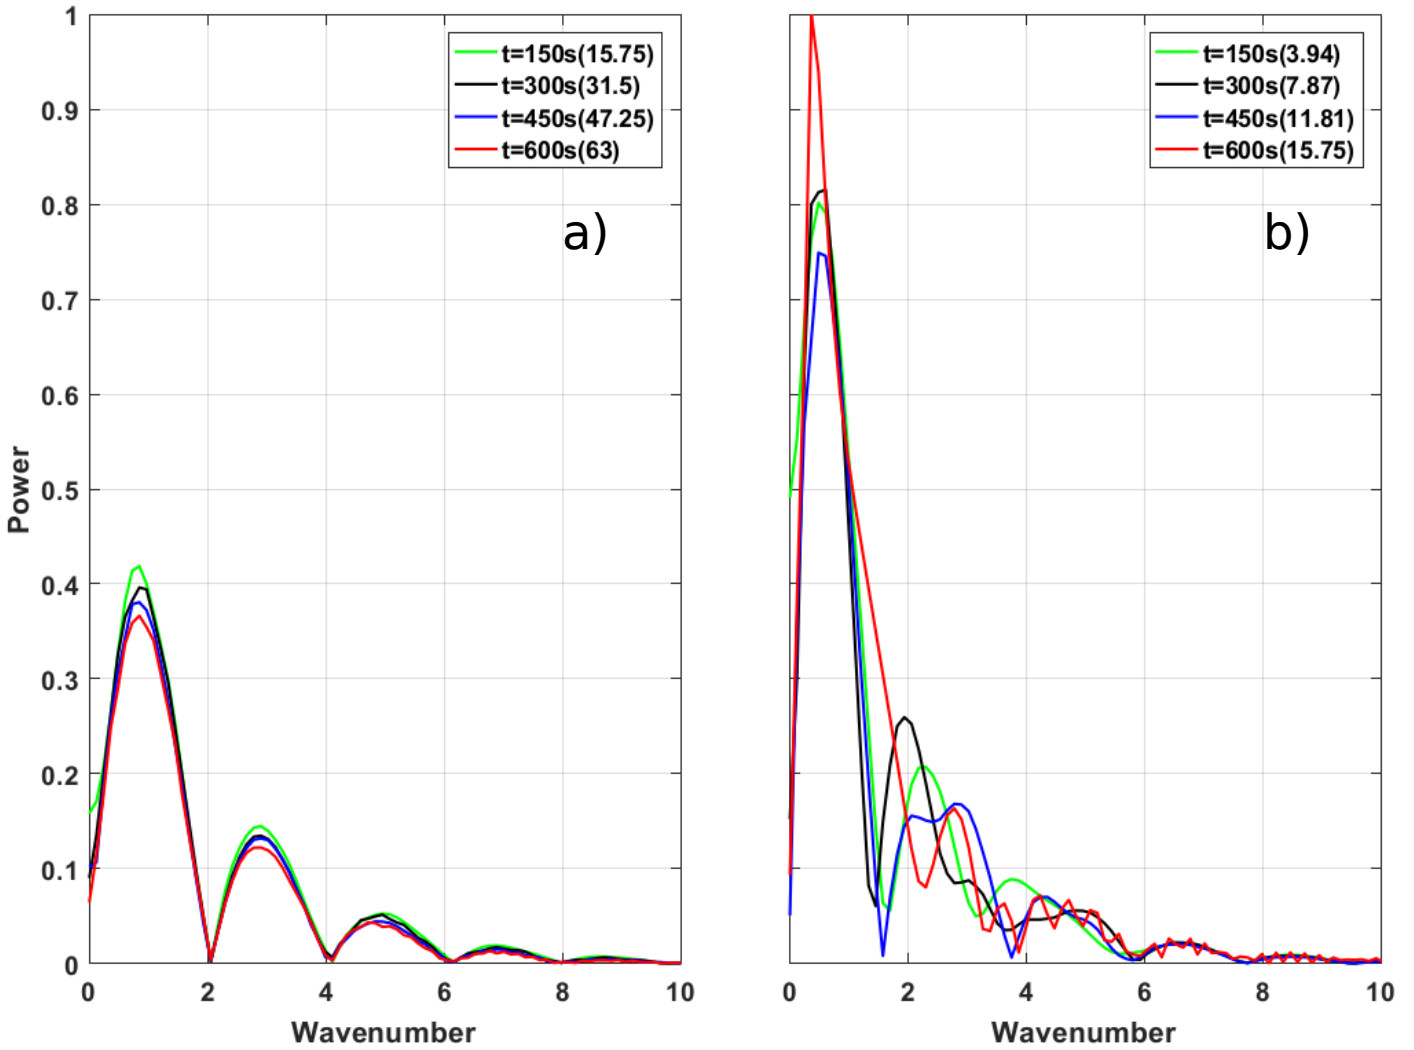 1
0.9
0.8
0.7
0.6
0.5
0.4
0.3
0.2
0.1
0
Power
t=150s(15.75)
t=300s(31.5)
t=450s(47.25)
t=600s(63)
a)
0 2 4 6 8 10
Wavenumber
t=150s(3.94)
t=300s(7.87)
t=450s(11.81)
t=600s(15.75)
b)
0 2 4 6 8 10
Wavenumber